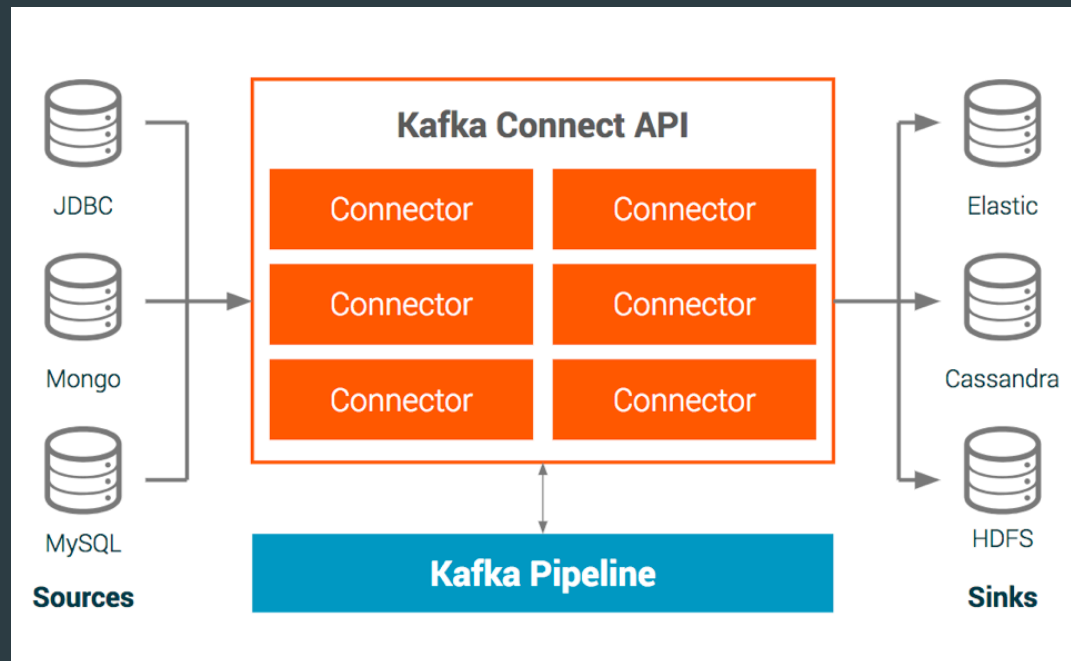 Kafka Connect API
JDBC
Mongo
MySQL
Sources
Connector Connector
Connector Connector
Connector Connector
Kafka Pipeline
Elastic
Cassandra
HDFS
Sinks